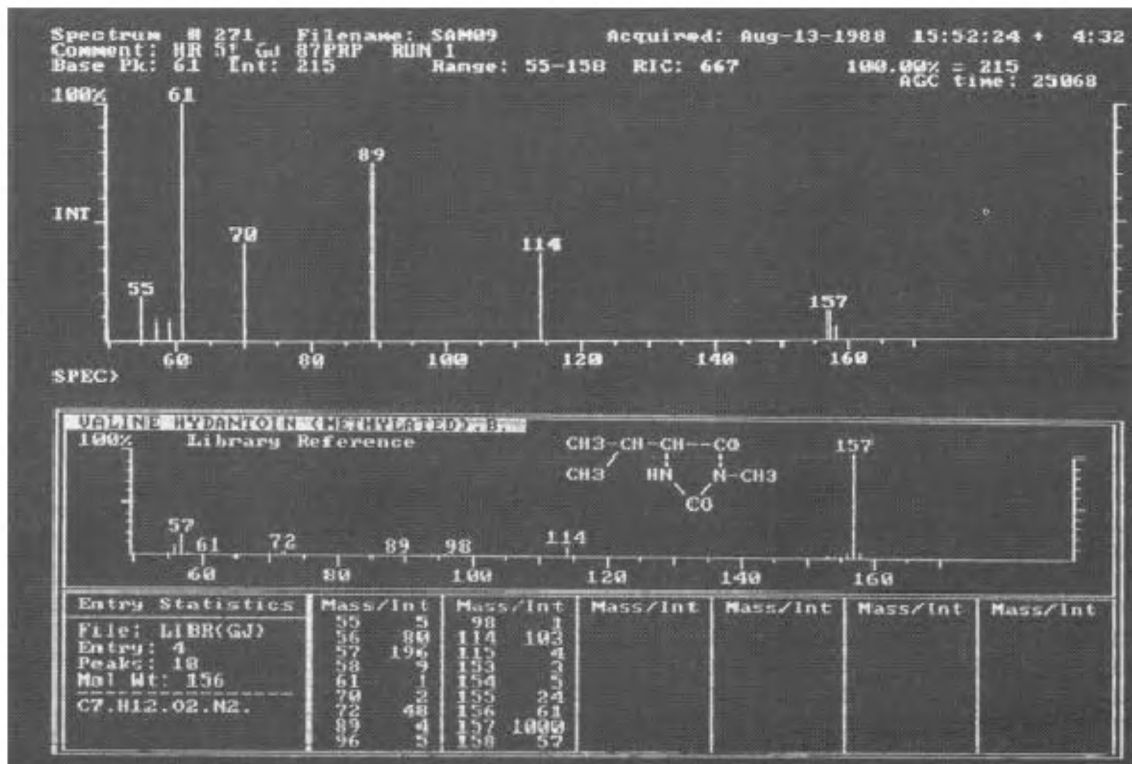 Spectrum # 271 Filename: SAM09 Acquired: Aug-13-1988 15:52:24 + 4:32
Comment: HR 51 GJ 87PRP RUN 1
Base Pk: 61 Int: 215 Range: 55-158 RIC: 667 100.00% = 215
AGC time: 25068
100% 61
89
INT
70
114
55
157
60 80 100 120 140 160
SPEC>
VALINE HYDANTOIN (METHYLATED).B.
100% Library Reference
CH3-CH-CH--CO
CH3 HN N-CH3
CO
157
57 61 72 89 98 114
60 80 100 120 140 160
Entry Statistics Mass/Int Mass/Int Mass/Int Mass/Int Mass/Int Mass/Int
File: LIBR(GJ)
Entry: 4
Peaks: 18
Mol Wt: 156
C7.H12.O2.N2.
55 5 98 1
56 80 114 103
57 196 115 4
58 9 153 3
61 1 154 5
70 2 155 24
72 48 156 61
89 4 157 1000
96 5 158 57